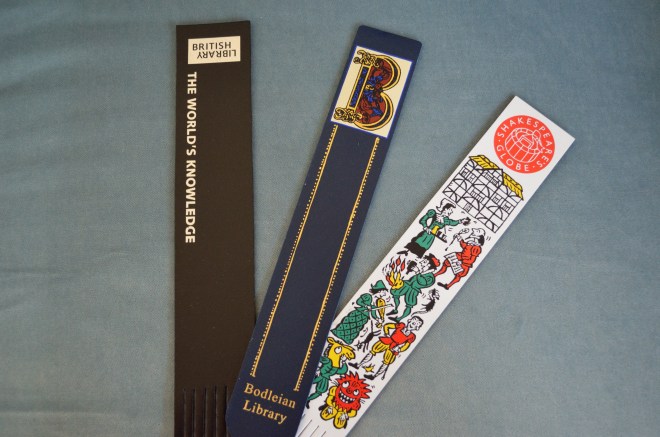 LIBRARY
BRITISH
THE WORLD'S KNOWLEDGE
B
Bodleian
Library
SHAKESPEARE'S
GLOBE